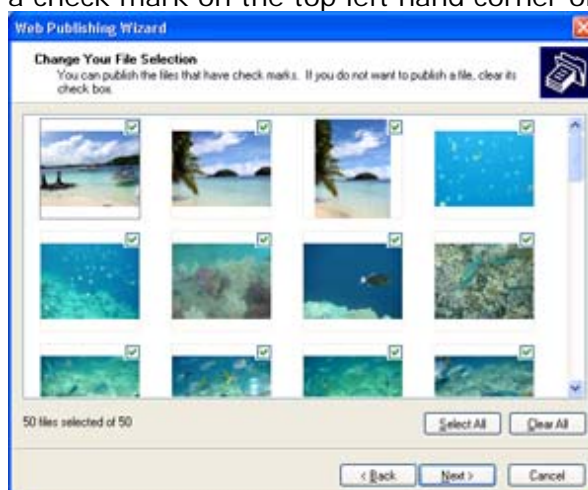 a check mark on the top left hand corner of
Web Publishing Wizard
Change Your File Selection
You can publish the files that have check marks. If you do not want to publish a file, clear its
check box.
50 files selected of 50
Select All
Clear All
< Back
Next >
Cancel